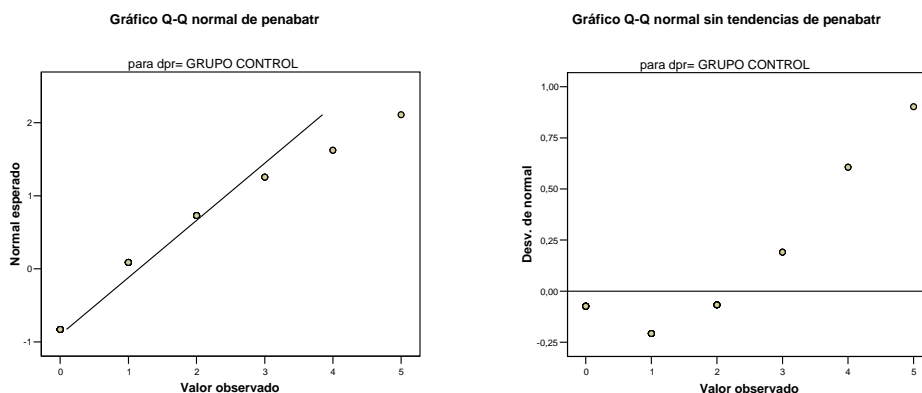 Gráfico Q-Q normal de penabatr
para dpr= GRUPO CONTROL
Normal esperado
2
1
0
-1
0 1 2 3 4 5
Valor observado
Gráfico Q-Q normal sin tendencias de penabatr
para dpr= GRUPO CONTROL
Desv. de normal
1,00
0,75
0,50
0,25
0,00
-0,25
0 1 2 3 4 5
Valor observado